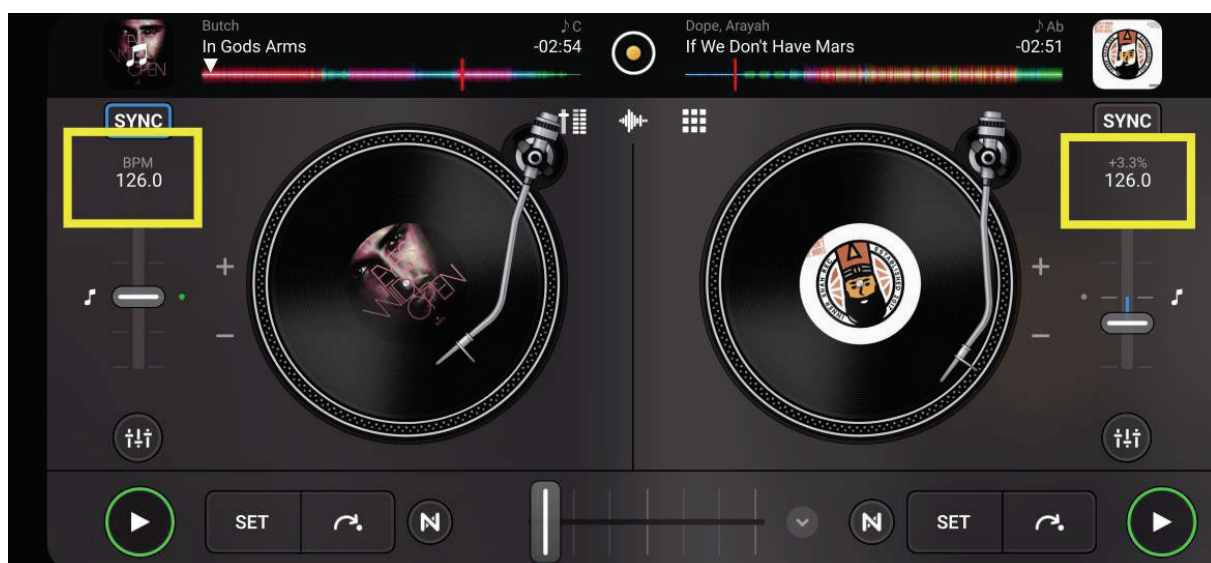 Butch
C
In Gods Arms
-02:54
Dope, Arayah
Ab
If We Don't Have Mars
-02:51
SYNC
BPM
126.0
SYNC
+3.3%
126.0
+
−
+
−
SET
SET